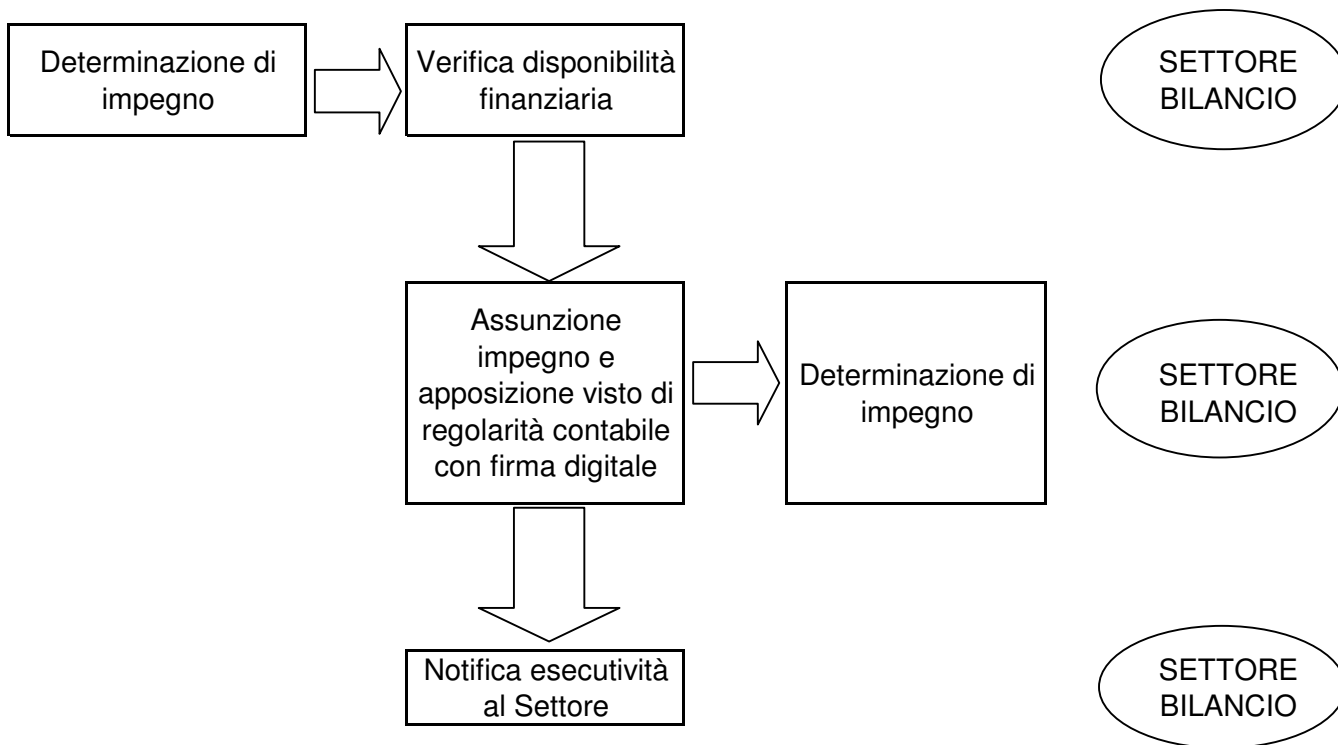 Determinazione di
impegno
Verifica disponibilità
finanziaria
SETTORE
BILANCIO
Assunzione
impegno e
apposizione visto di
regolarità contabile
con firma digitale
Determinazione di
impegno
SETTORE
BILANCIO
Notifica esecutività
al Settore
SETTORE
BILANCIO